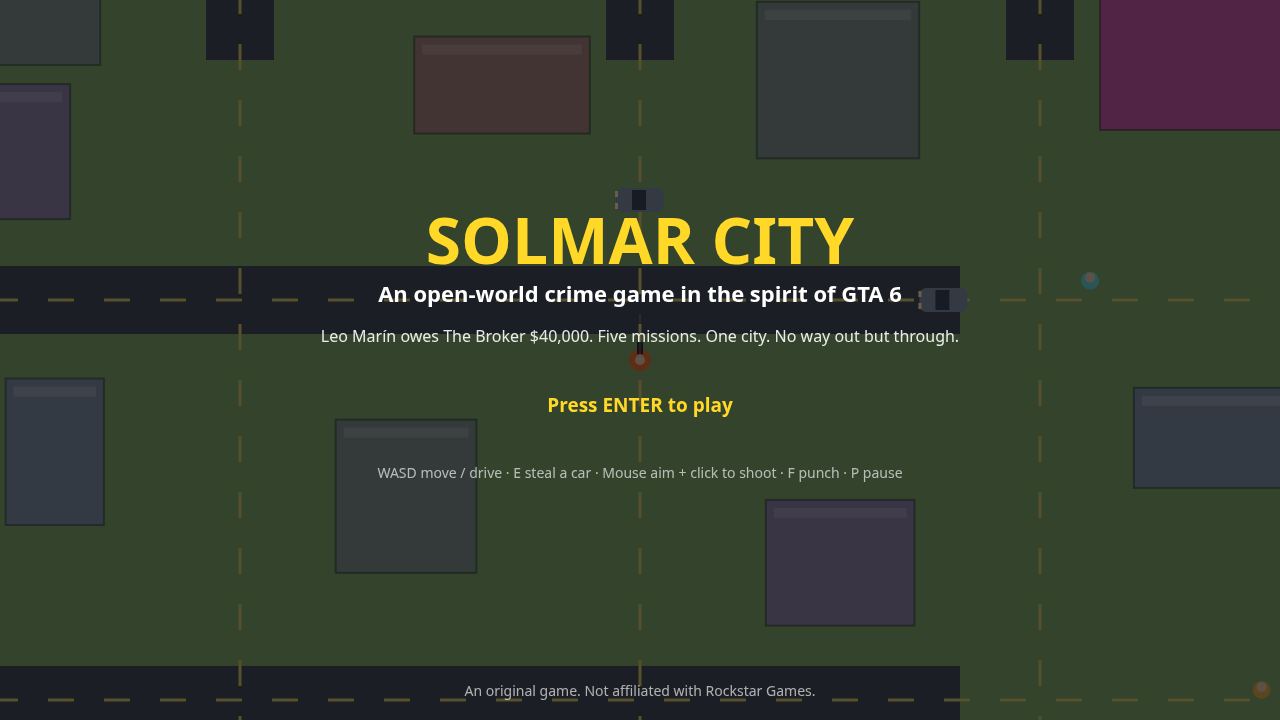 SOLMAR CITY
An open-world crime game in the spirit of GTA 6
Leo Marín owes The Broker $40,000. Five missions. One city. No way out but through.
Press ENTER to play
WASD move / drive · E steal a car · Mouse aim + click to shoot · F punch · P pause
An original game. Not affiliated with Rockstar Games.